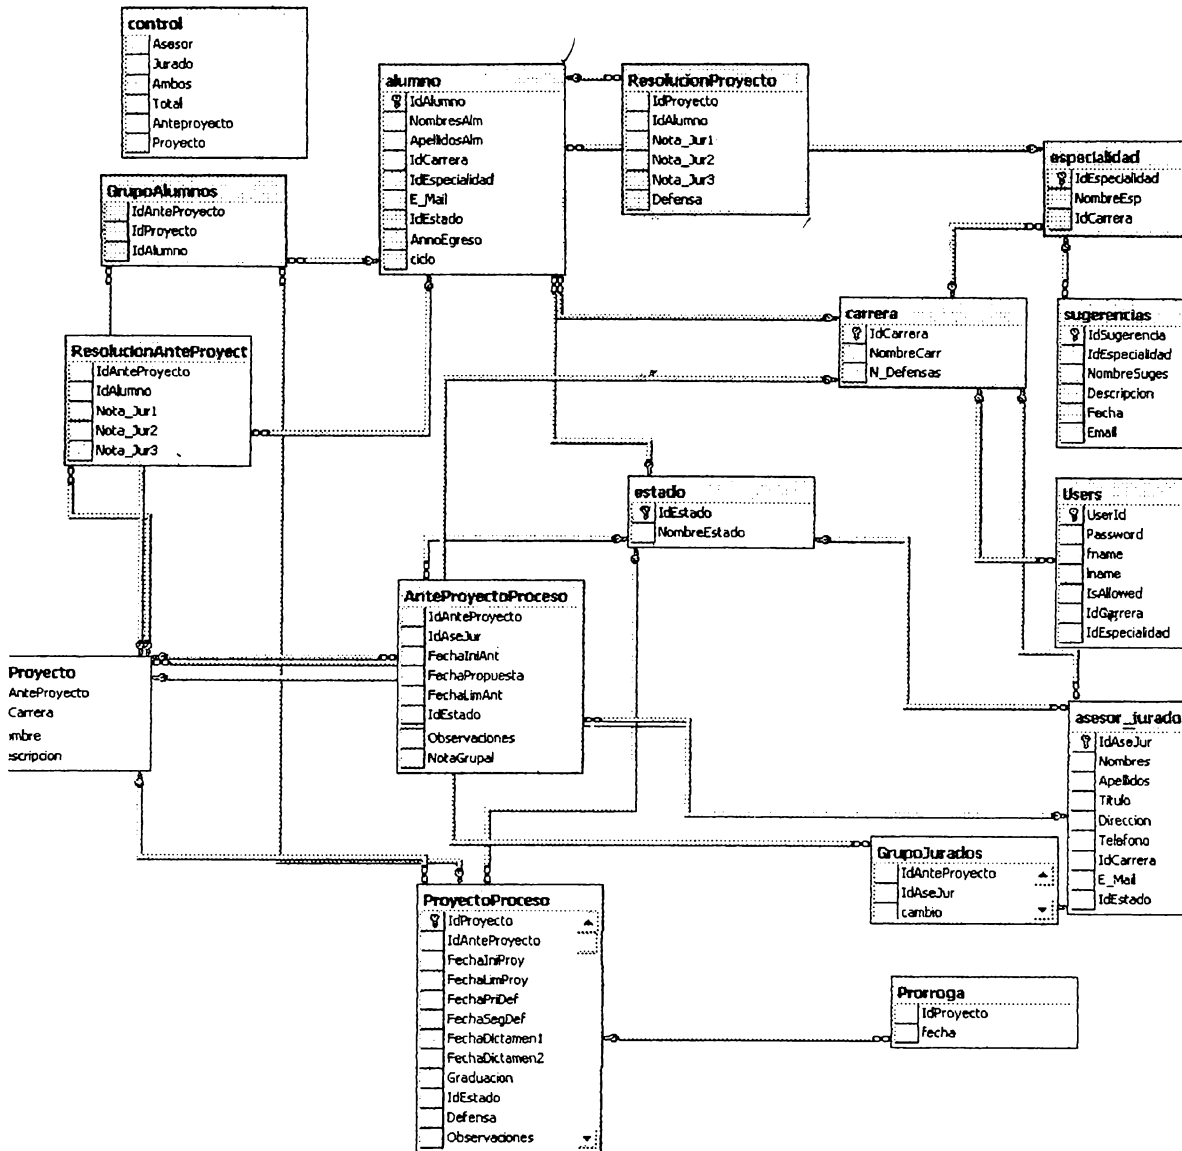 control
Asesor
Jurado
Ambos
Total
Anteproyecto
Proyecto
alumno
IdAlumno
NombresAlm
ApellidosAlm
IdCarrera
IdEspecialidad
E_Mail
IdEstado
AnnoEgreso
ciclo
ResolucionProyecto
IdProyecto
IdAlumno
Nota_Jur1
Nota_Jur2
Nota_Jur3
Defensa
especialidad
IdEspecialidad
NombreEsp
IdCarrera
GrupoAlumnos
IdAnteProyecto
IdProyecto
IdAlumno
carrera
IdCarrera
NombreCarr
N_Defensas
sugerencias
IdSugerencia
IdEspecialidad
NombreSuges
Descripcion
Fecha
Email
ResolucionAnteProyect
IdAnteProyecto
IdAlumno
Nota_Jur1
Nota_Jur2
Nota_Jur3
estado
IdEstado
NombreEstado
Users
UserId
Password
fname
lname
IsAllowed
IdCarrera
IdEspecialidad
AnteProyectoProceso
IdAnteProyecto
IdAseJur
FechaIniAnt
FechaPropuesta
FechaLimAnt
IdEstado
Observaciones
NotaGrupal
Proyecto
AnteProyecto
Carrera
ombre
escripcion
asesor_jurado
IdAseJur
Nombres
Apellidos
Titulo
Direccion
Telefono
IdCarrera
E_Mail
IdEstado
GrupoJurados
IdAnteProyecto
IdAseJur
cambio
ProyectoProceso
IdProyecto
IdAnteProyecto
FechaIniProy
FechaLimProy
FechaPriDef
FechaSegDef
FechaDictamen1
FechaDictamen2
Graduacion
IdEstado
Defensa
Observaciones
Prorroga
IdProyecto
fecha